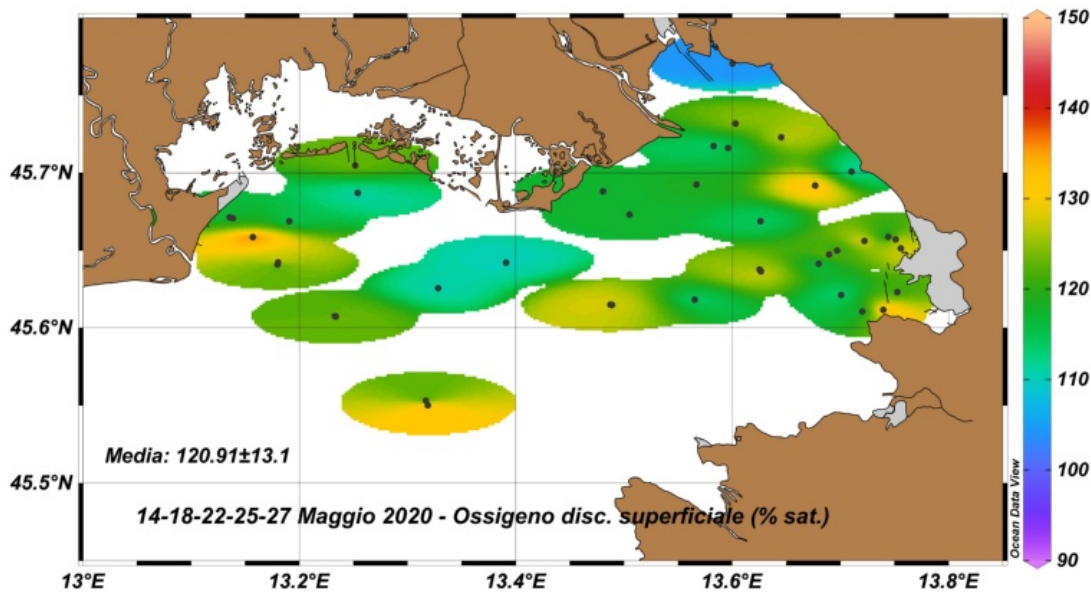 150
140
130
120
110
100
90
45.7°N
45.6°N
45.5°N
Media: 120.91±13.1
14-18-22-25-27 Maggio 2020 - Ossigeno disc. superficiale (% sat.)
Ocean Data View
13°E
13.2°E
13.4°E
13.6°E
13.8°E